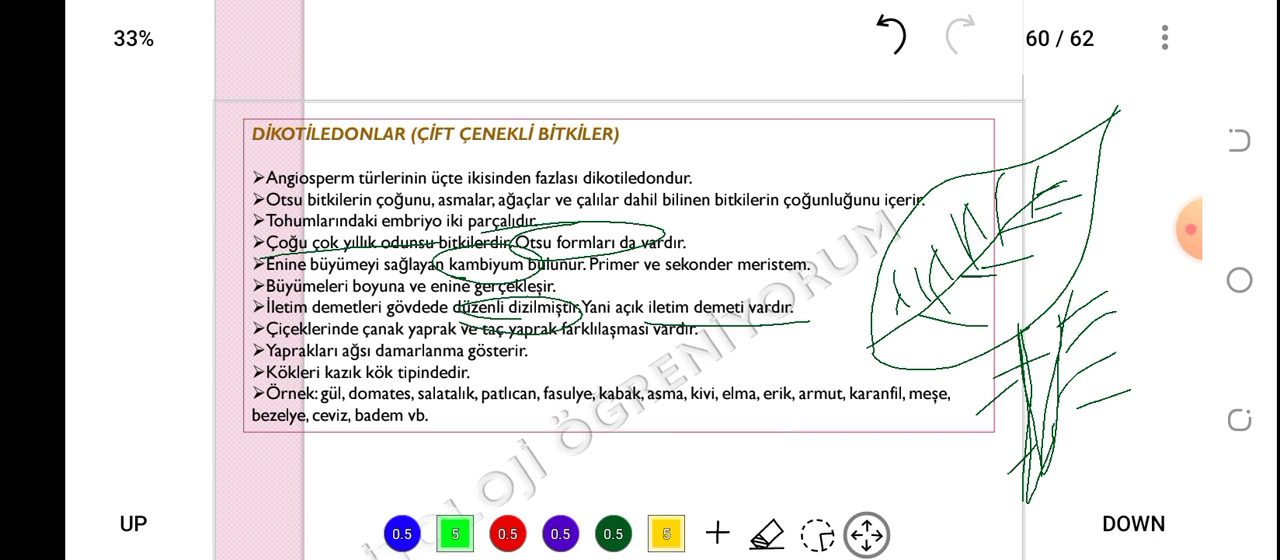 33%
60 / 62
DİKOTİLEDONLAR (ÇİFT ÇENEKLİ BİTKİLER)
➢Angiosperm türlerinin üçte ikisinden fazlası dikotiledondur.
➢Otsu bitkilerin çoğunu, asmalar, ağaçlar ve çalılar dahil bilinen bitkilerin çoğunluğunu içerir.
➢Tohumlarındaki embriyo iki parçalıdır.
➢Çoğu çok yıllık odunsu bitkilerdir. Otsu formları da vardır.
➢Enine büyümeyi sağlayan kambiyum bulunur. Primer ve sekonder meristem.
➢Büyümeleri boyuna ve enine gerçekleşir.
➢İletim demetleri gövdede düzenli dizilmiştir. Yani açık iletim demeti vardır.
➢Çiçeklerinde çanak yaprak ve taç yaprak farklılaşması vardır.
➢Yaprakları ağsı damarlanma gösterir.
➢Kökleri kazık kök tipindedir.
➢Örnek: gül, domates, salatalık, patlıcan, fasulye, kabak, asma, kivi, elma, erik, armut, karanfil, meşe,
bezelye, ceviz, badem vb.
ÖĞRENİYORUM
UP
0.5
5
0.5
0.5
0.5
5
DOWN